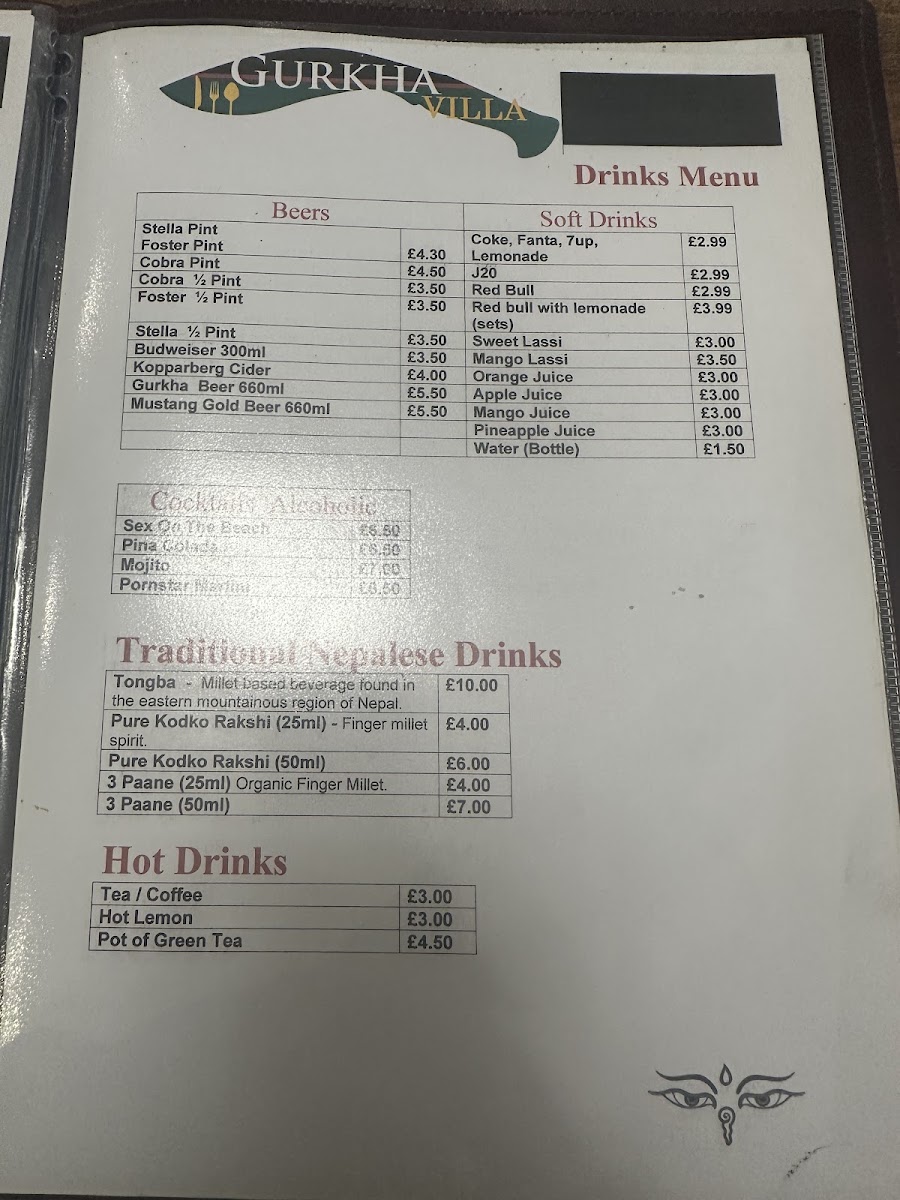 GURKHA
VILLA
Drinks Menu
Beers
Stella Pint
Foster Pint £4.30
Cobra Pint £4.50
Cobra ½ Pint £3.50
Foster ½ Pint £3.50
Stella ½ Pint £3.50
Budweiser 300ml £3.50
Kopparberg Cider £4.00
Gurkha Beer 660ml £5.50
Mustang Gold Beer 660ml £5.50
Soft Drinks
Coke, Fanta, 7up, £2.99
Lemonade
J20 £2.99
Red Bull £2.99
Red bull with lemonade £3.99
(sets)
Sweet Lassi £3.00
Mango Lassi £3.50
Orange Juice £3.00
Apple Juice £3.00
Mango Juice £3.00
Pineapple Juice £3.00
Water (Bottle) £1.50
Cocktails Alcoholic
Sex On The Beach £6.50
Pina Colada £6.50
Mojito £7.00
Pornstar Martini £6.50
Traditional Nepalese Drinks
Tongba - Millet based beverage found in £10.00
the eastern mountainous region of Nepal.
Pure Kodko Rakshi (25ml) - Finger millet £4.00
spirit.
Pure Kodko Rakshi (50ml) £6.00
3 Paane (25ml) Organic Finger Millet. £4.00
3 Paane (50ml) £7.00
Hot Drinks
Tea / Coffee £3.00
Hot Lemon £3.00
Pot of Green Tea £4.50